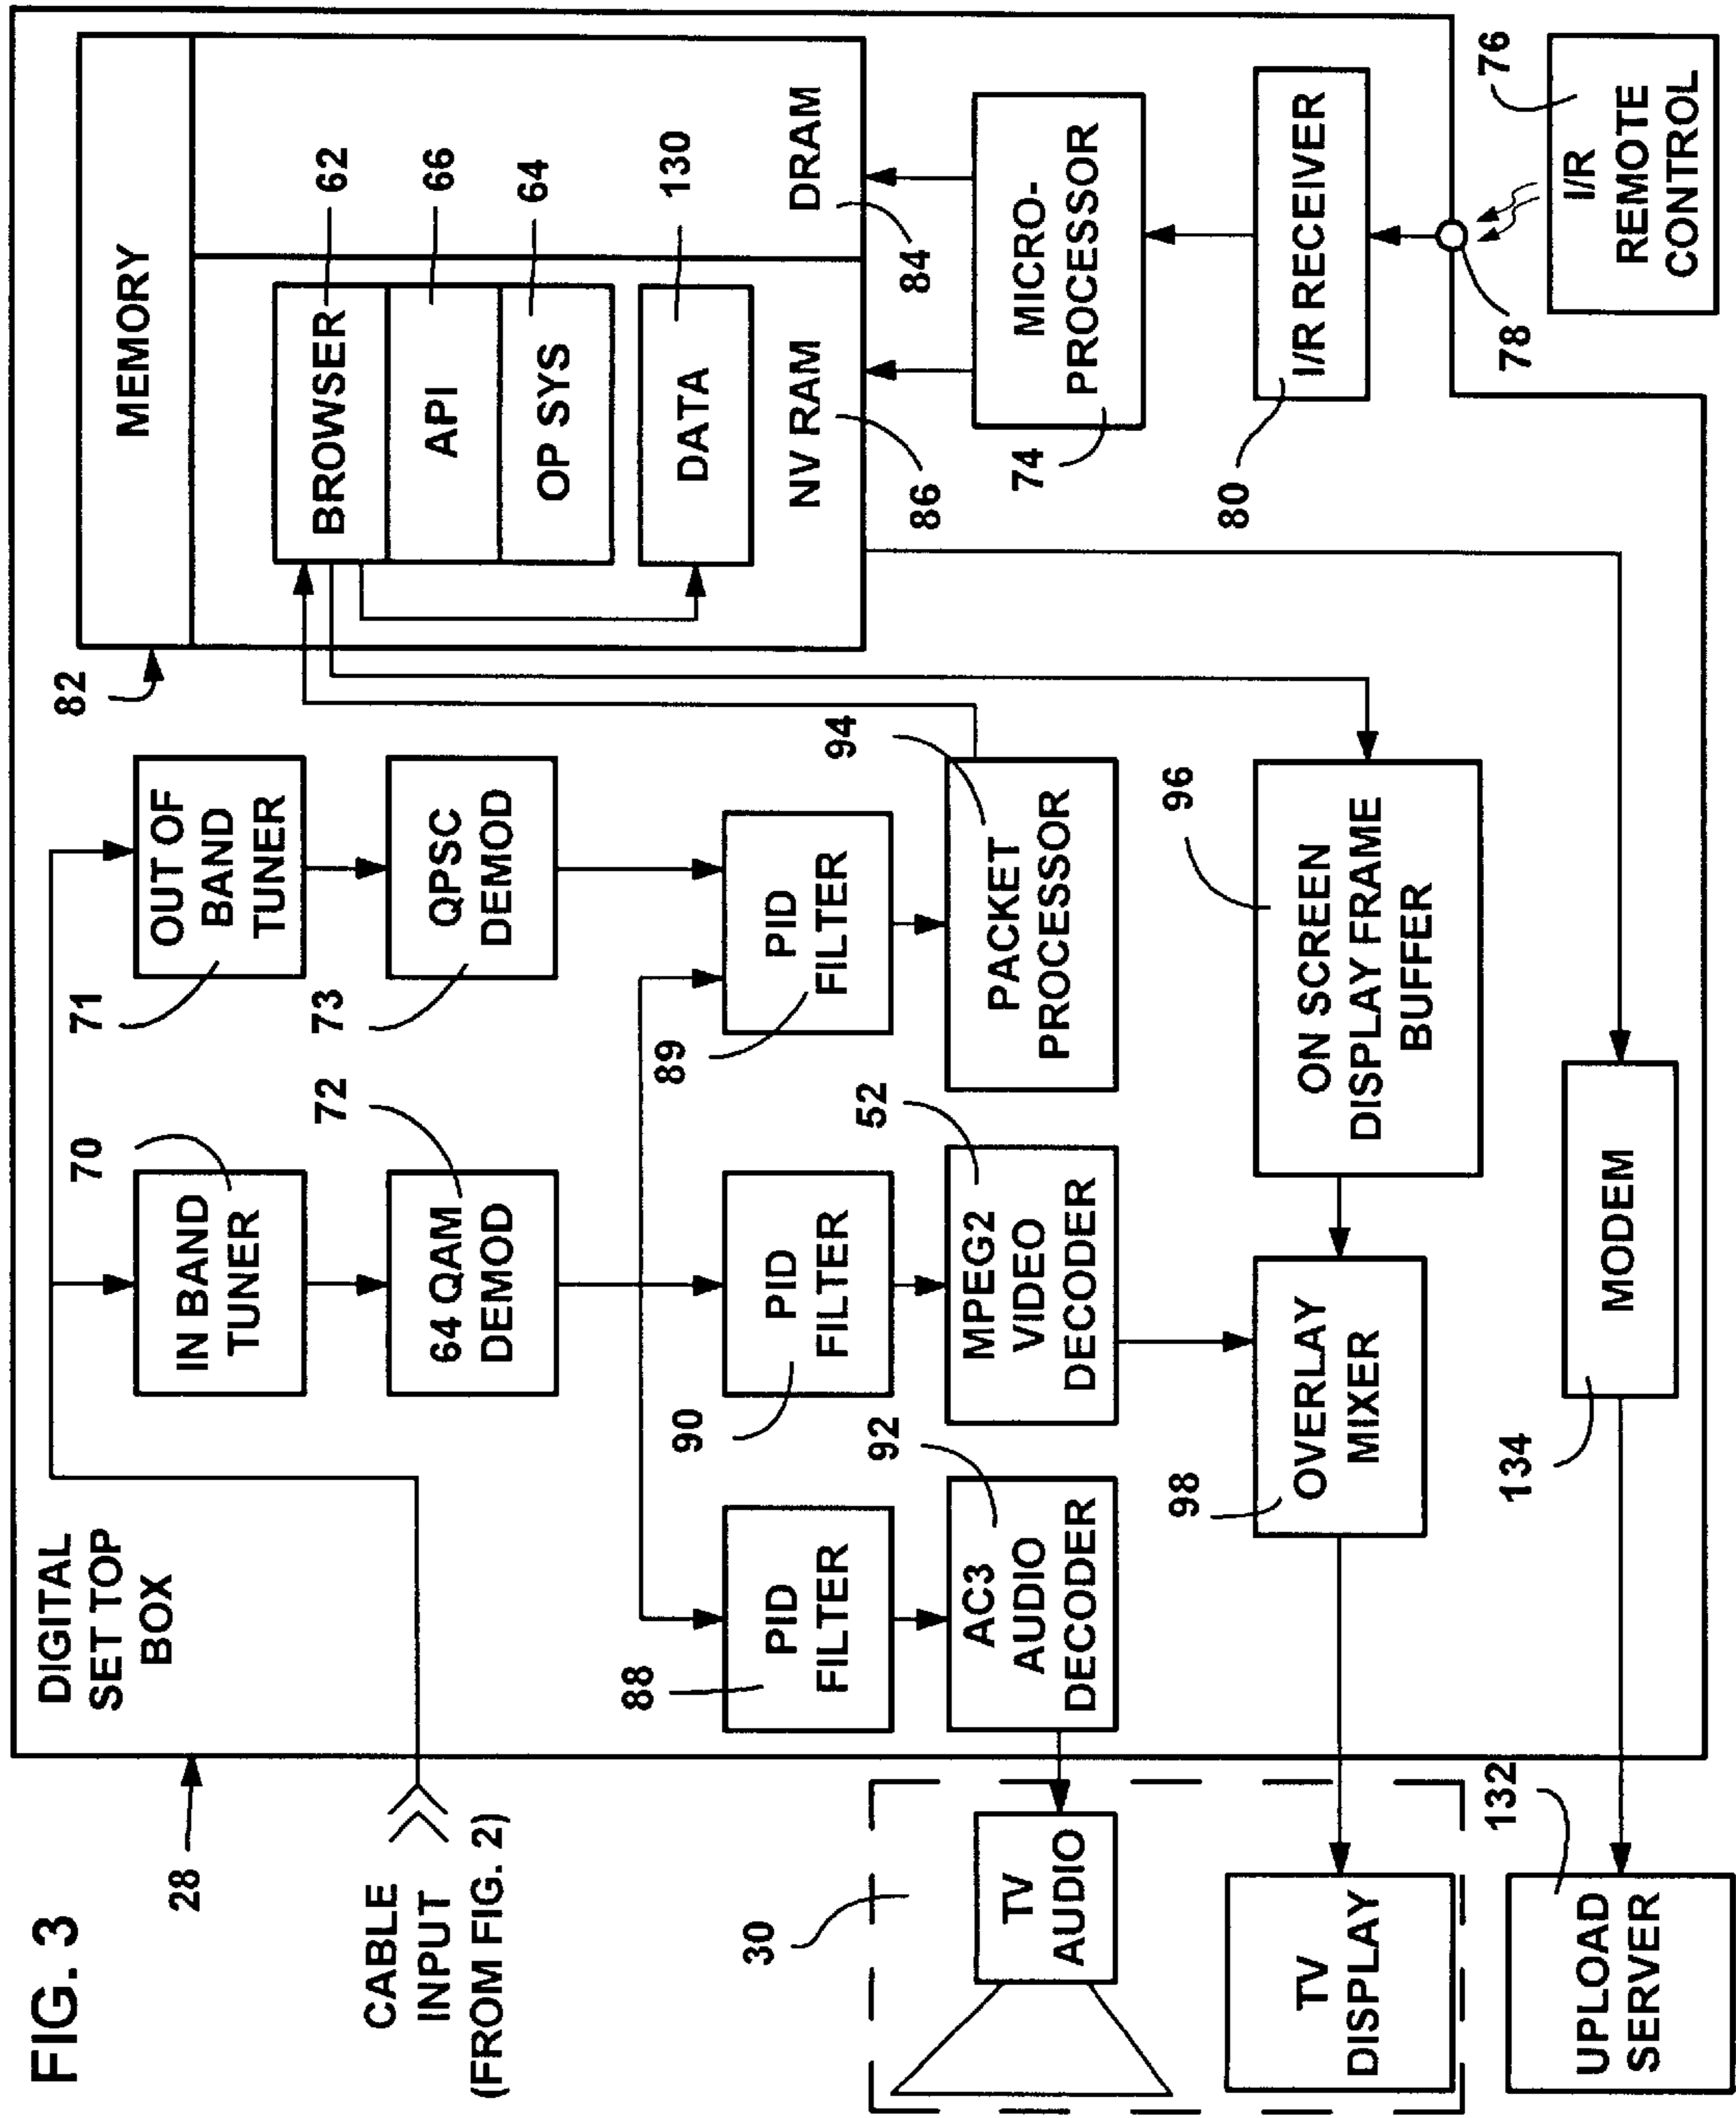 FIG. 3
28
DIGITAL
SET TOP
BOX
CABLE
INPUT
(FROM FIG. 2)
70
IN BAND
TUNER
71
OUT OF
BAND
TUNER
72
64 QAM
DEMOD
73
QPSC
DEMOD
82
MEMORY
BROWSER
62
API
66
OP SYS
64
DATA
130
NV RAM
86
DRAM
84
88
PID
FILTER
90
PID
FILTER
89
PID
FILTER
92
AC3
AUDIO
DECODER
52
MPEG2
VIDEO
DECODER
94
PACKET
PROCESSOR
74
MICRO-
PROCESSOR
30
TV
AUDIO
TV
DISPLAY
98
OVERLAY
MIXER
96
ON SCREEN
DISPLAY FRAME
BUFFER
80
I/R RECEIVER
78
76
I/R
REMOTE
CONTROL
132
UPLOAD
SERVER
134
MODEM